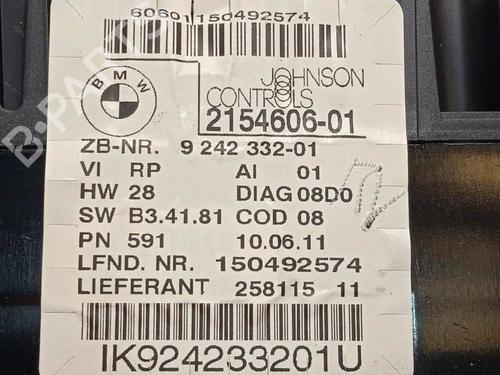 60601150492574
BMW
JOHNSON
CONTROLS
2154606-01
ZB-NR. 9 242 332-01
VI RP AI 01
HW 28 DIAG 08D0
SW B3.41.81 COD 08
PN 591 10.06.11
LFND. NR. 150492574
LIEFERANT 258115 11
IK924233201U